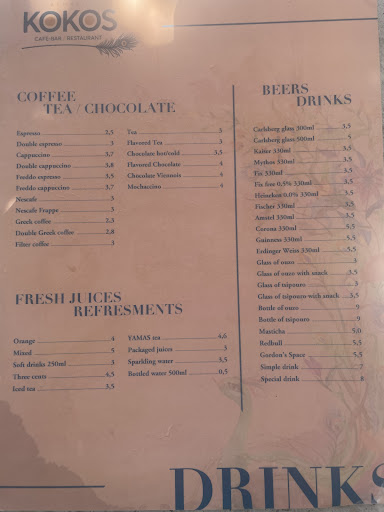 KOKOS
CAFE-BAR / RESTAURANT
COFFEE
TEA / CHOCOLATE
Espresso 2,5
Double espresso 3
Cappuccino 3,7
Double cappuccino 3,8
Freddo espresso 3,5
Freddo cappuccino 3,7
Nescafe 3
Nescafe Frappe 3
Greek coffee 2,3
Double Greek coffee 2,8
Filter coffee 3
Tea 3
Flavored Tea 3
Chocolate hot/cold 3,5
Flavored Chocolate 4
Chocolate Viennois 4
Mochaccino 4
FRESH JUICES
REFRESMENTS
Orange 4
Mixed 5
Soft drinks 250ml 3
Three cents 4,5
Iced tea 3,5
YAMAS tea 4,6
Packaged juices 3
Sparkling water 3,5
Bottled water 500ml 0,5
BEERS
DRINKS
Carlsberg glass 300ml 3,5
Carlsberg glass 500ml 5
Kaiser 330ml 3,5
Mythos 330ml 3,5
Fix 330ml 3,5
Fix free 0,5% 330ml 3,5
Heineken 0,0% 330ml 3,5
Fischer 330ml 3,5
Amstel 330ml 3,5
Corona 330ml 5,5
Guinness 330ml 5,5
Erdinger Weiss 330ml 5,5
Glass of ouzo 3
Glass of ouzo with snack 3,5
Glass of tsipouro 3
Glass of tsipouro with snack 3,5
Bottle of ouzo 9
Bottle of tsipouro 9
Masticha 5,0
Redbull 5,5
Gordon's Space 5,5
Simple drink 7
Special drink 8
DRINKS